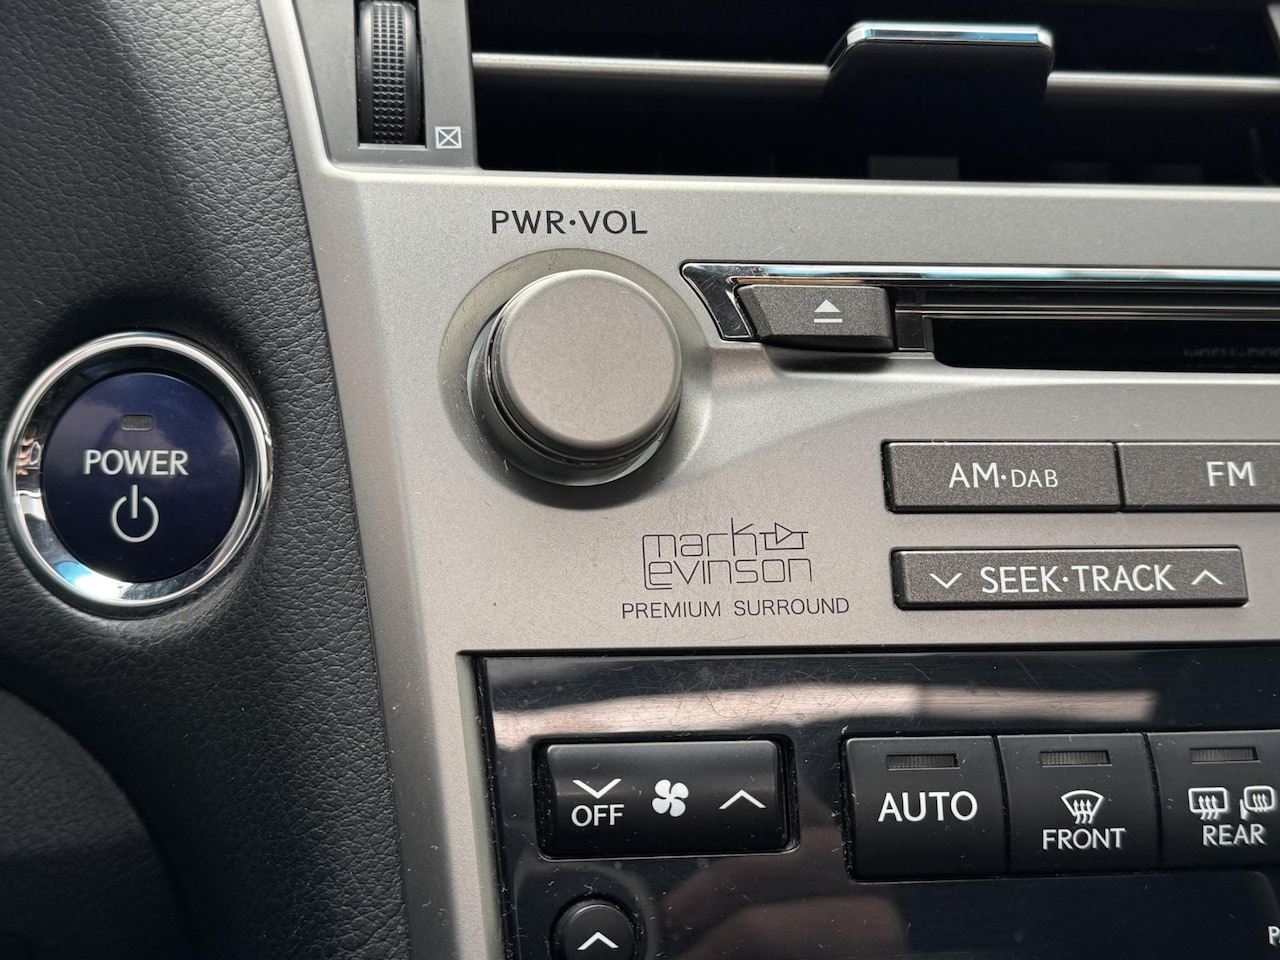 PWR·VOL
POWER
AM·DAB
FM
mark
levinson
PREMIUM SURROUND
SEEK·TRACK
OFF
AUTO
FRONT
REAR